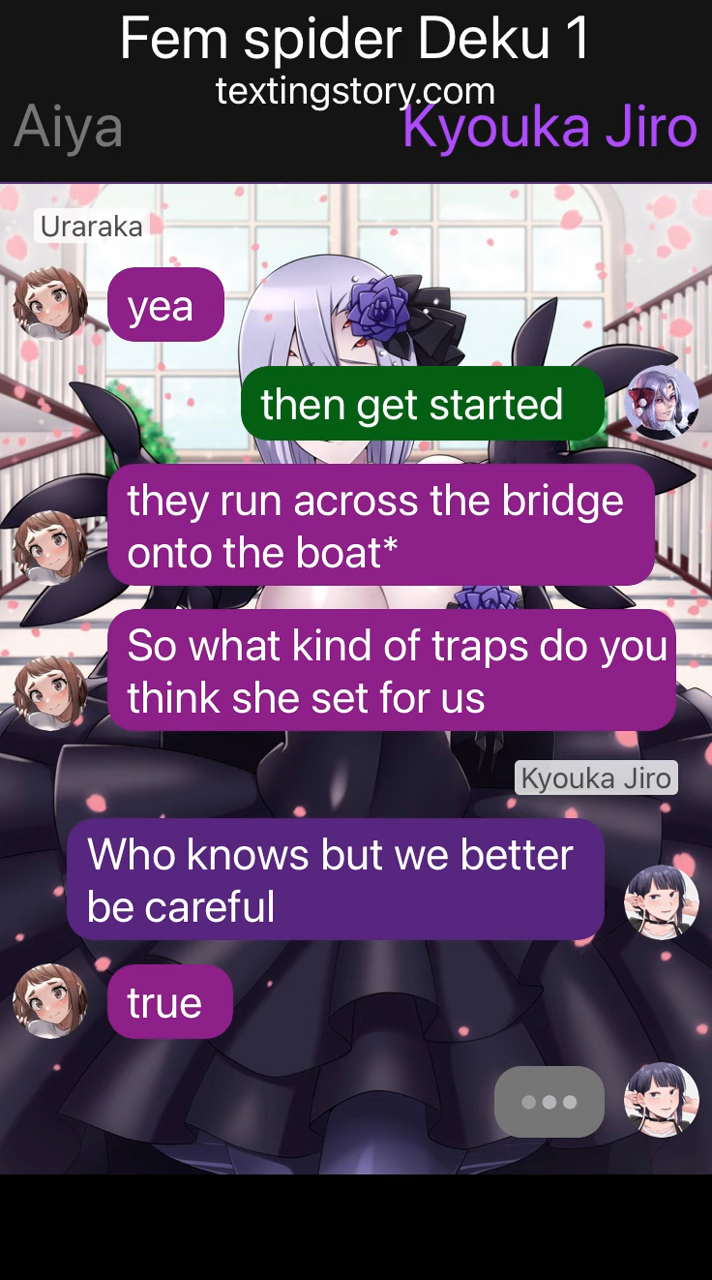 Fem spider Deku 1
textingstory.com
Aiya
Kyouka Jiro
Uraraka
yea
then get started
they run across the bridge
onto the boat*
So what kind of traps do you
think she set for us
Kyouka Jiro
Who knows but we better
be careful
true